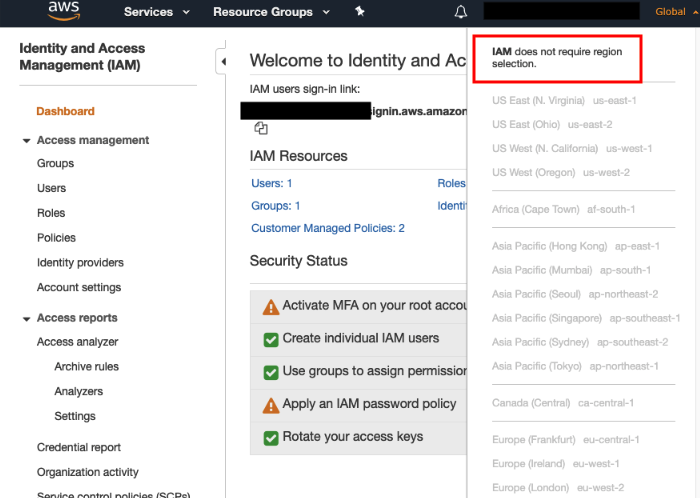 aws
Services
Resource Groups
Global
Identity and Access
Management (IAM)
Dashboard
Access management
Groups
Users
Roles
Policies
Identity providers
Account settings
Access reports
Access analyzer
Archive rules
Analyzers
Settings
Credential report
Organization activity
Service control policies (SCPs)
Welcome to Identity and Ac
IAM users sign-in link:
signin.aws.amazon
IAM Resources
Users: 1
Roles
Groups: 1
Identi
Customer Managed Policies: 2
Security Status
Activate MFA on your root accou
Create individual IAM users
Use groups to assign permission
Apply an IAM password policy
Rotate your access keys
IAM does not require region
selection.
US East (N. Virginia) us-east-1
US East (Ohio) us-east-2
US West (N. California) us-west-1
US West (Oregon) us-west-2
Africa (Cape Town) af-south-1
Asia Pacific (Hong Kong) ap-east-1
Asia Pacific (Mumbai) ap-south-1
Asia Pacific (Seoul) ap-northeast-2
Asia Pacific (Singapore) ap-southeast-1
Asia Pacific (Sydney) ap-southeast-2
Asia Pacific (Tokyo) ap-northeast-1
Canada (Central) ca-central-1
Europe (Frankfurt) eu-central-1
Europe (Ireland) eu-west-1
Europe (London) eu-west-2